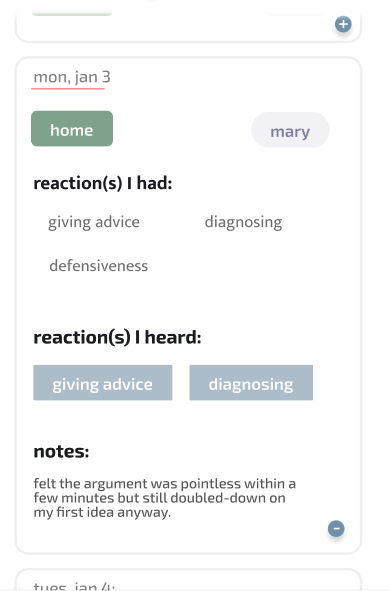 +
mon, jan 3
home
mary
reaction(s) I had:
giving advice
diagnosing
defensiveness
reaction(s) I heard:
giving advice
diagnosing
notes:
felt the argument was pointless within a
few minutes but still doubled-down on
my first idea anyway.
-
tues, jan 4: